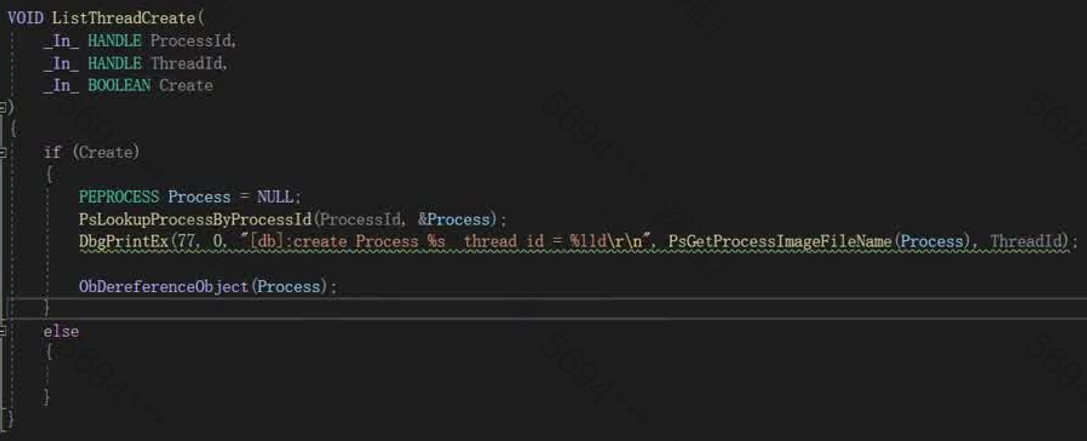 VOID ListThreadCreate(
_In_ HANDLE ProcessId,
_In_ HANDLE ThreadId,
_In_ BOOLEAN Create
)
{
if (Create)
{
PEPROCESS Process = NULL;
PsLookupProcessByProcessId(ProcessId, &Process);
DbgPrintEx(77, 0, "[db]:create Process %s  thread id = %lld\r\n", PsGetProcessImageFileName(Process), ThreadId);
ObDereferenceObject(Process);
}
else
{
}
}